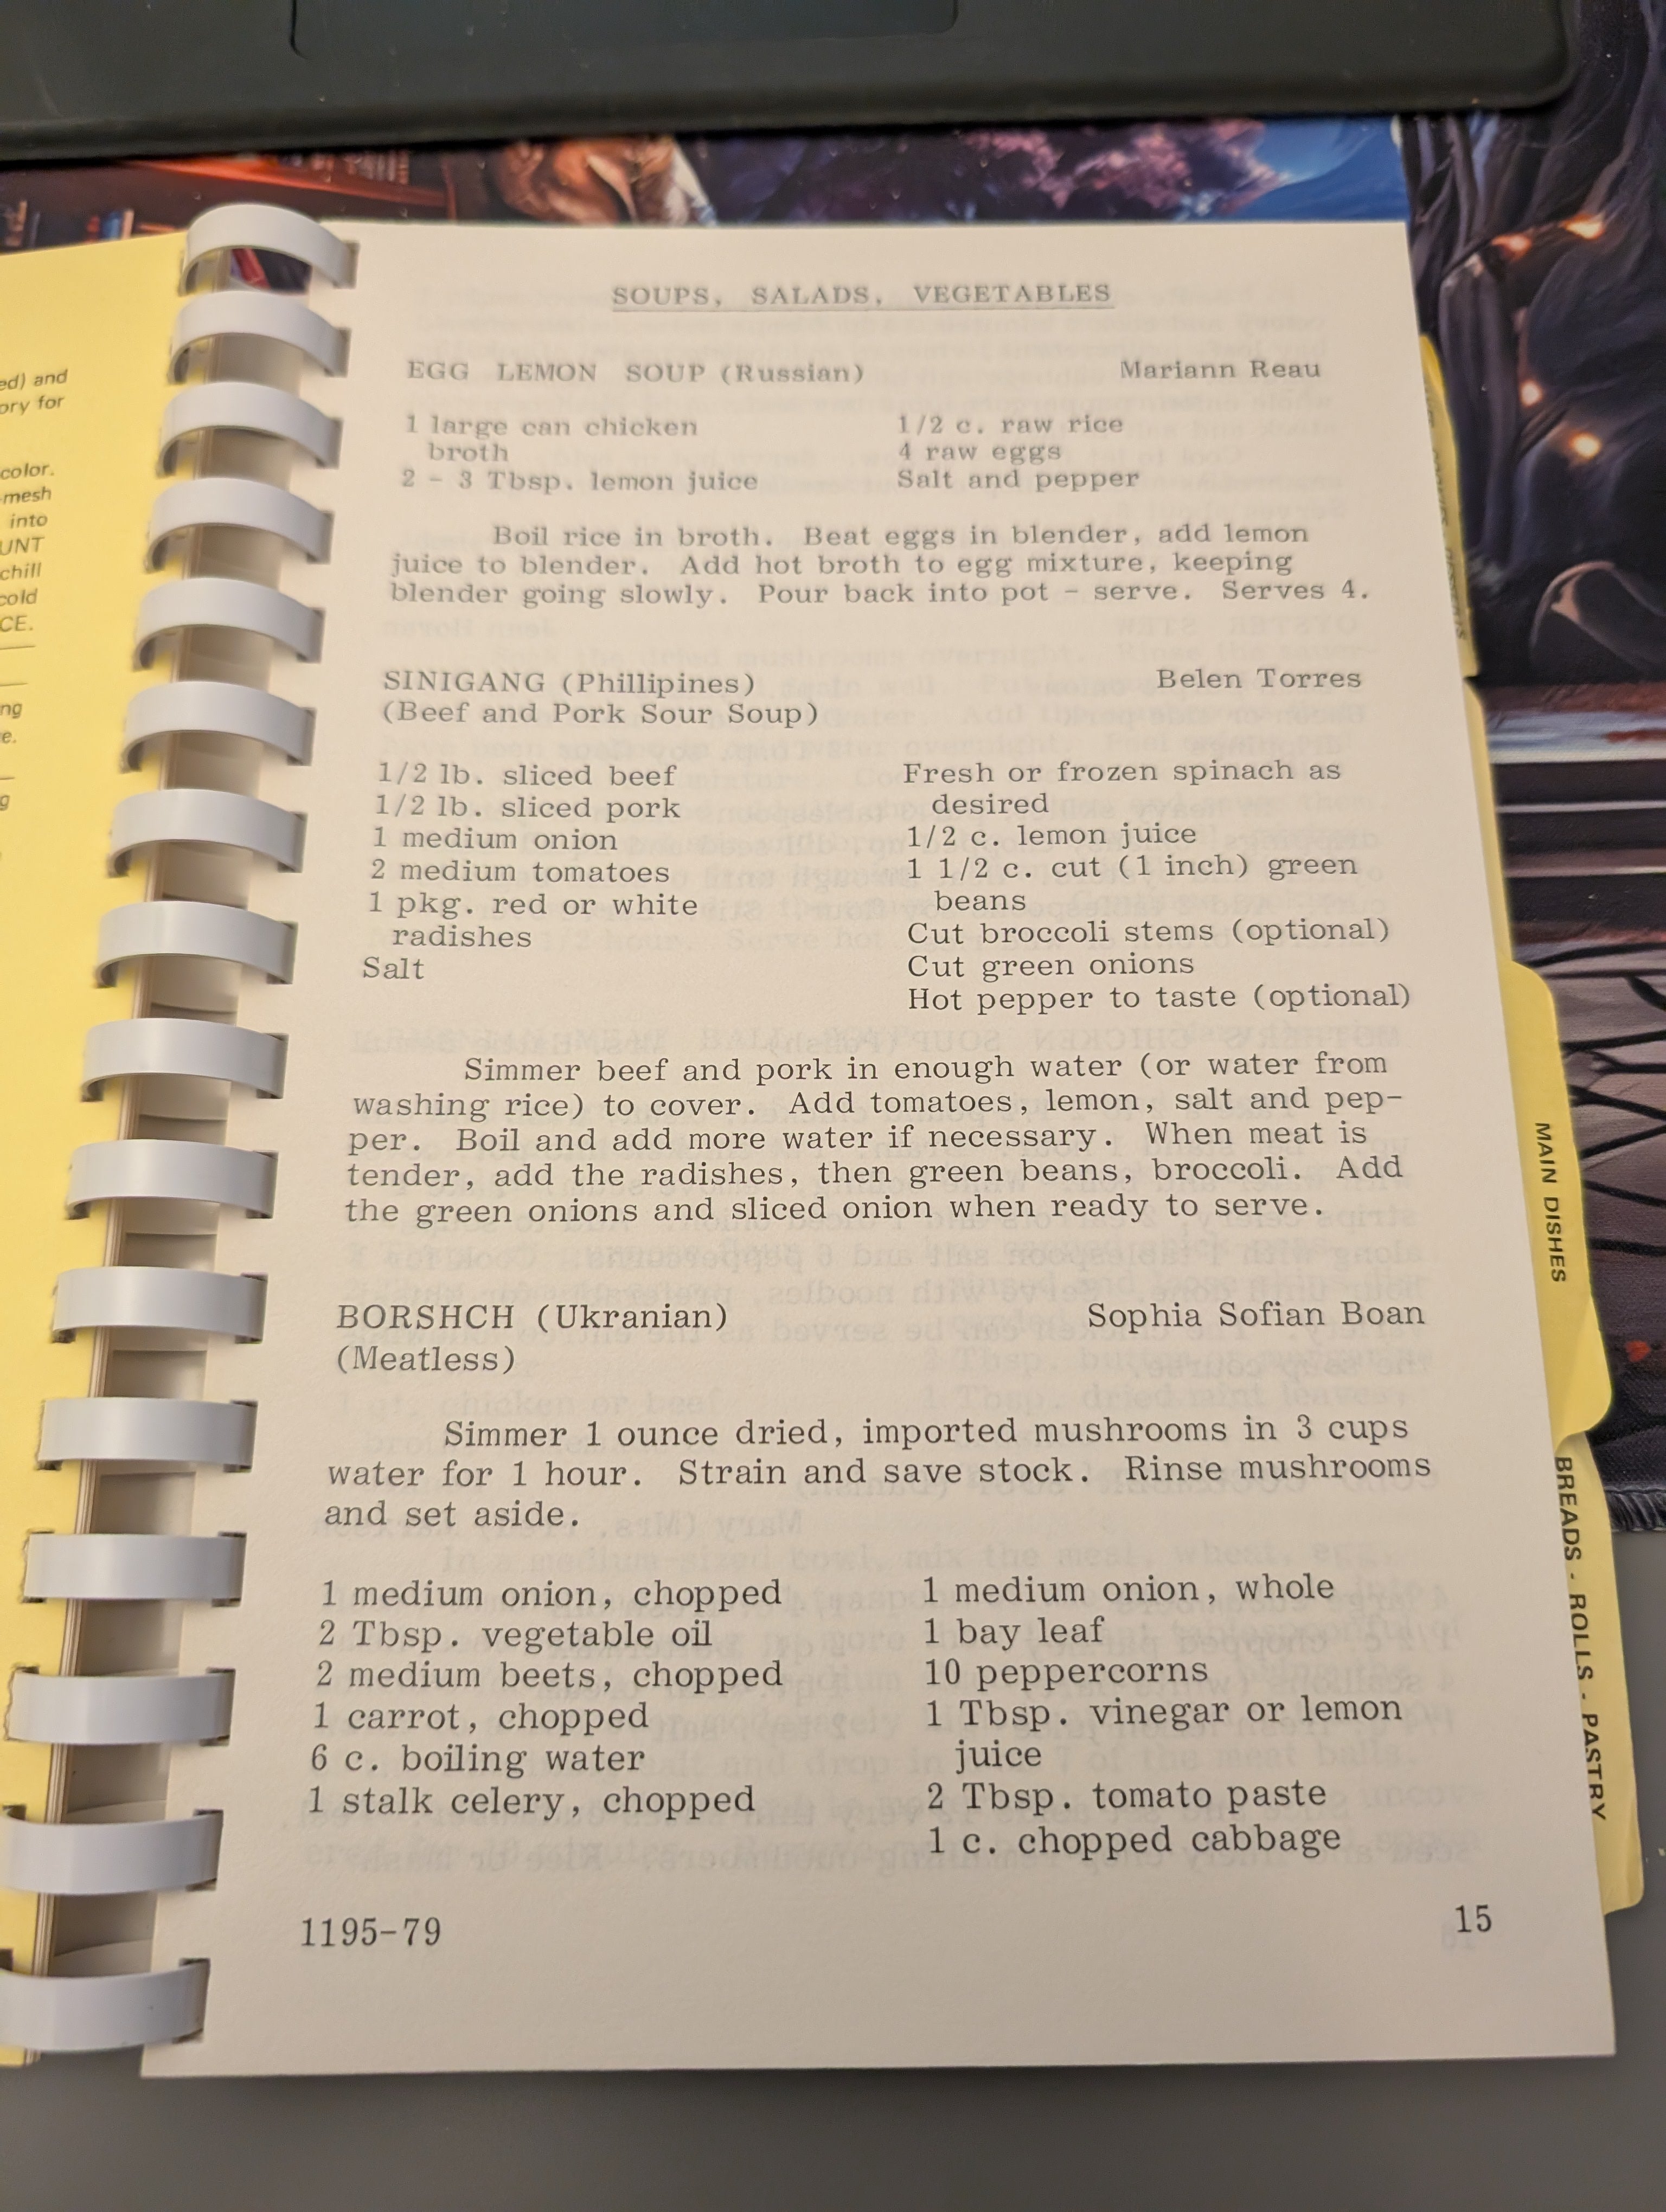 ed) and
ory for
color.
mesh
into
UNT
chill
cold
CE.
ng
e.
g
SOUPS, SALADS, VEGETABLES
EGG LEMON SOUP (Russian) Mariann Reau
1 large can chicken 1/2 c. raw rice
broth 4 raw eggs
2 - 3 Tbsp. lemon juice Salt and pepper
Boil rice in broth. Beat eggs in blender, add lemon
juice to blender. Add hot broth to egg mixture, keeping
blender going slowly. Pour back into pot - serve. Serves 4.
SINIGANG (Phillipines) Belen Torres
(Beef and Pork Sour Soup)
1/2 lb. sliced beef Fresh or frozen spinach as
1/2 lb. sliced pork desired
1 medium onion 1/2 c. lemon juice
2 medium tomatoes 1 1/2 c. cut (1 inch) green
1 pkg. red or white beans
radishes Cut broccoli stems (optional)
Salt Cut green onions
Hot pepper to taste (optional)
Simmer beef and pork in enough water (or water from
washing rice) to cover. Add tomatoes, lemon, salt and pep-
per. Boil and add more water if necessary. When meat is
tender, add the radishes, then green beans, broccoli. Add
the green onions and sliced onion when ready to serve.
BORSHCH (Ukranian) Sophia Sofian Boan
(Meatless)
Simmer 1 ounce dried, imported mushrooms in 3 cups
water for 1 hour. Strain and save stock. Rinse mushrooms
and set aside.
1 medium onion, chopped 1 medium onion, whole
2 Tbsp. vegetable oil 1 bay leaf
2 medium beets, chopped 10 peppercorns
1 carrot, chopped 1 Tbsp. vinegar or lemon
6 c. boiling water juice
1 stalk celery, chopped 2 Tbsp. tomato paste
1 c. chopped cabbage
1195-79 15
MAIN DISHES
BREADS - ROLLS - PASTRY